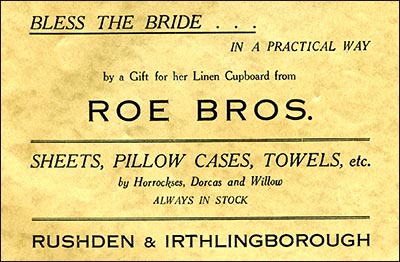 BLESS THE BRIDE . . .
IN A PRACTICAL WAY
by a Gift for her Linen Cupboard from
ROE BROS.
SHEETS, PILLOW CASES, TOWELS, etc.
by Horrockses, Dorcas and Willow
ALWAYS IN STOCK
RUSHDEN & IRTHLINGBOROUGH